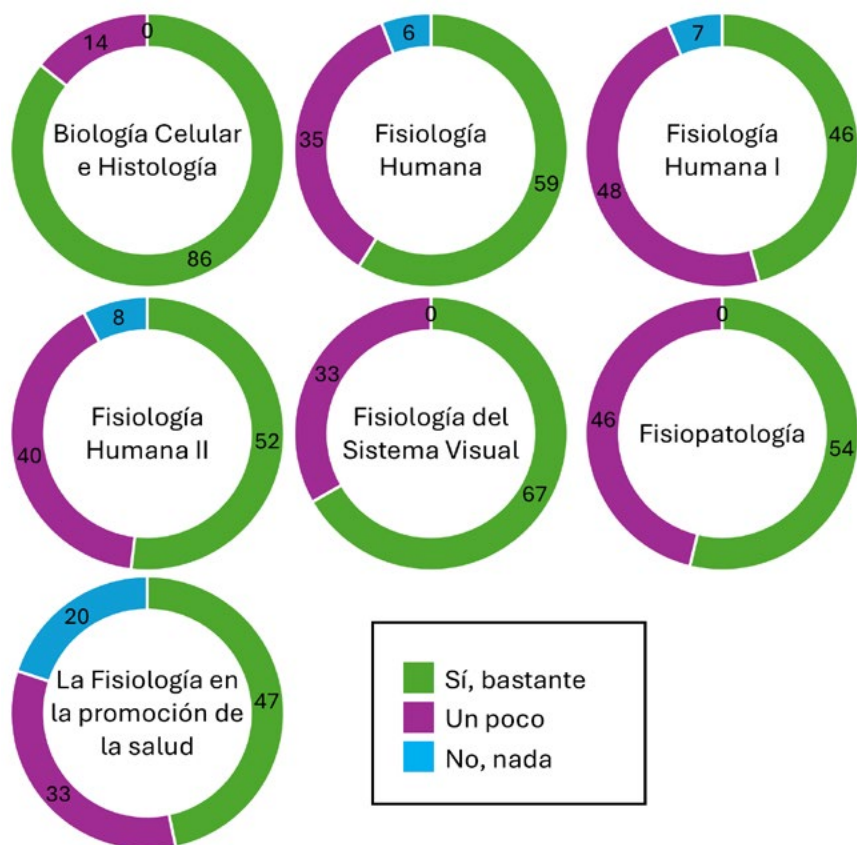 14
0
Biología Celular
e Histología
86
6
35
Fisiología
Humana
59
7
46
Fisiología
Humana I
48
8
Fisiología
Humana II
52
40
0
33
Fisiología del
Sistema Visual
67
0
46
Fisiopatología
54
20
La Fisiología en
la promoción de
la salud
47
33
Sí, bastante
Un poco
No, nada